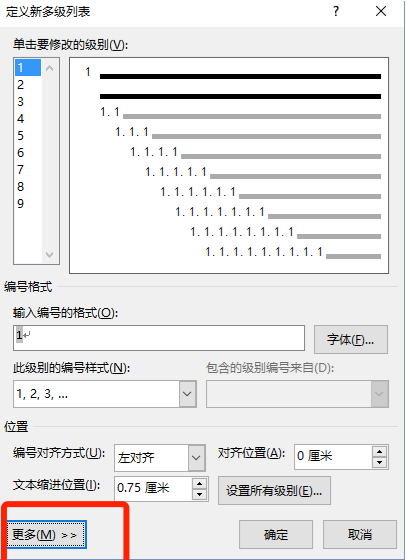 定义新多级列表 ?
单击要修改的级别(V):
1
2
3
4
5
6
7
8
9
1
1.1
1.1.1
1.1.1.1
1.1.1.1.1
1.1.1.1.1.1
1.1.1.1.1.1.1
1.1.1.1.1.1.1.1
1.1.1.1.1.1.1.1.1
编号格式
输入编号的格式(O):
1 字体(F)...
此级别的编号样式(N): 包含的级别编号来自(D):
1, 2, 3, ...
位置
编号对齐方式(U): 左对齐 对齐位置(A): 0 厘米
文本缩进位置(I): 0.75 厘米 设置所有级别(E)...
更多(M) >> 确定 取消